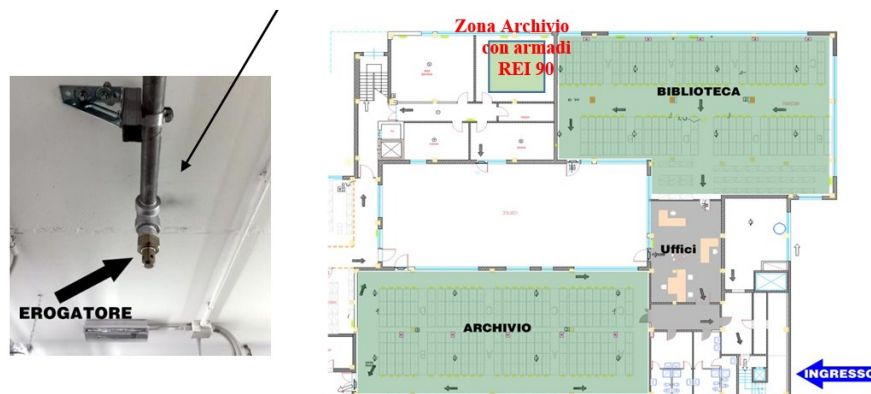 Zona Archivio
con armadi
REI 90
BIBLIOTECA
Uffici
EROGATORE
ARCHIVIO
INGRESSO